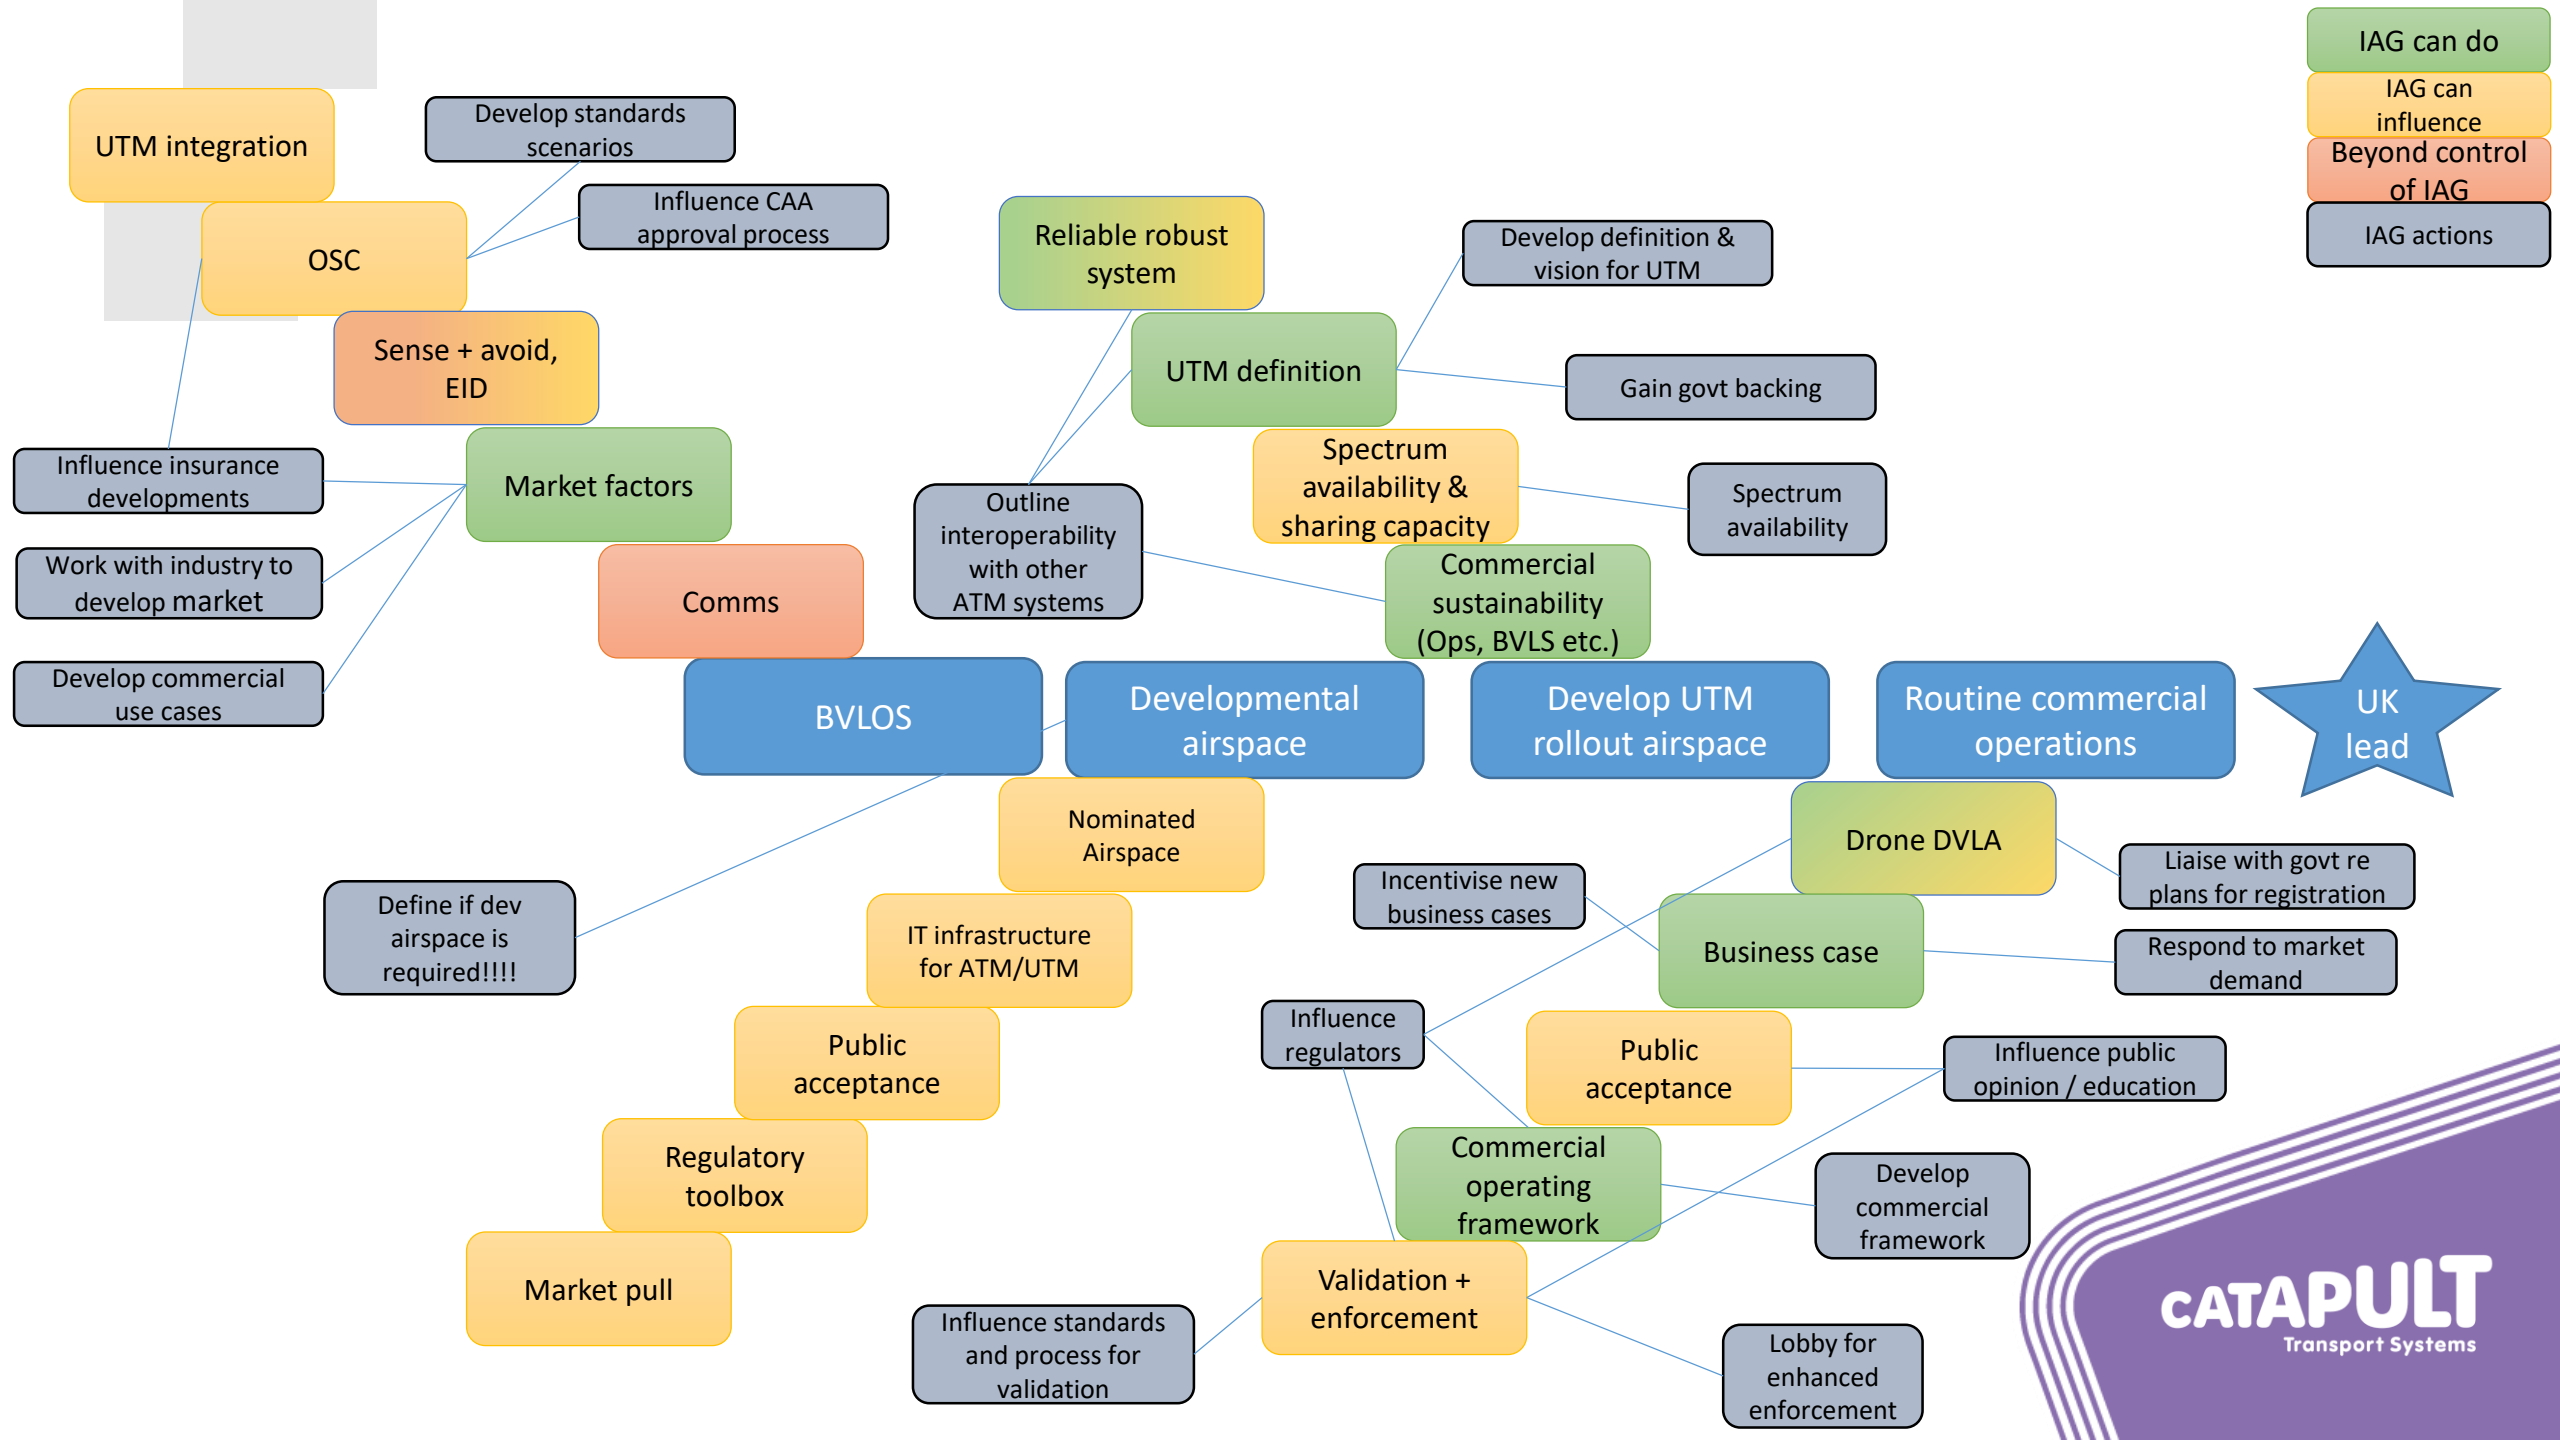 UTM integration
Develop standards
scenarios
Influence CAA
approval process
OSC
Sense + avoid,
EID
Influence insurance
developments
Market factors
Work with industry to
develop market
Comms
Develop commercial
use cases
Reliable robust
system
Develop definition &
vision for UTM
UTM definition
Gain govt backing
Spectrum
availability &
sharing capacity
Spectrum
availability
Outline
interoperability
with other
ATM systems
Commercial
sustainability
(Ops, BVLS etc.)
IAG can do
IAG can
influence
Beyond control
of IAG
IAG actions
BVLOS
Developmental
airspace
Develop UTM
rollout airspace
Routine commercial
operations
UK
lead
Nominated
Airspace
Define if dev
airspace is
required!!!!
IT infrastructure
for ATM/UTM
Public
acceptance
Regulatory
toolbox
Market pull
Drone DVLA
Liaise with govt re
plans for registration
Incentivise new
business cases
Business case
Respond to market
demand
Influence
regulators
Public
acceptance
Influence public
opinion / education
Commercial
operating
framework
Develop
commercial
framework
Validation +
enforcement
Influence standards
and process for
validation
Lobby for
enhanced
enforcement
CATAPULT
Transport Systems